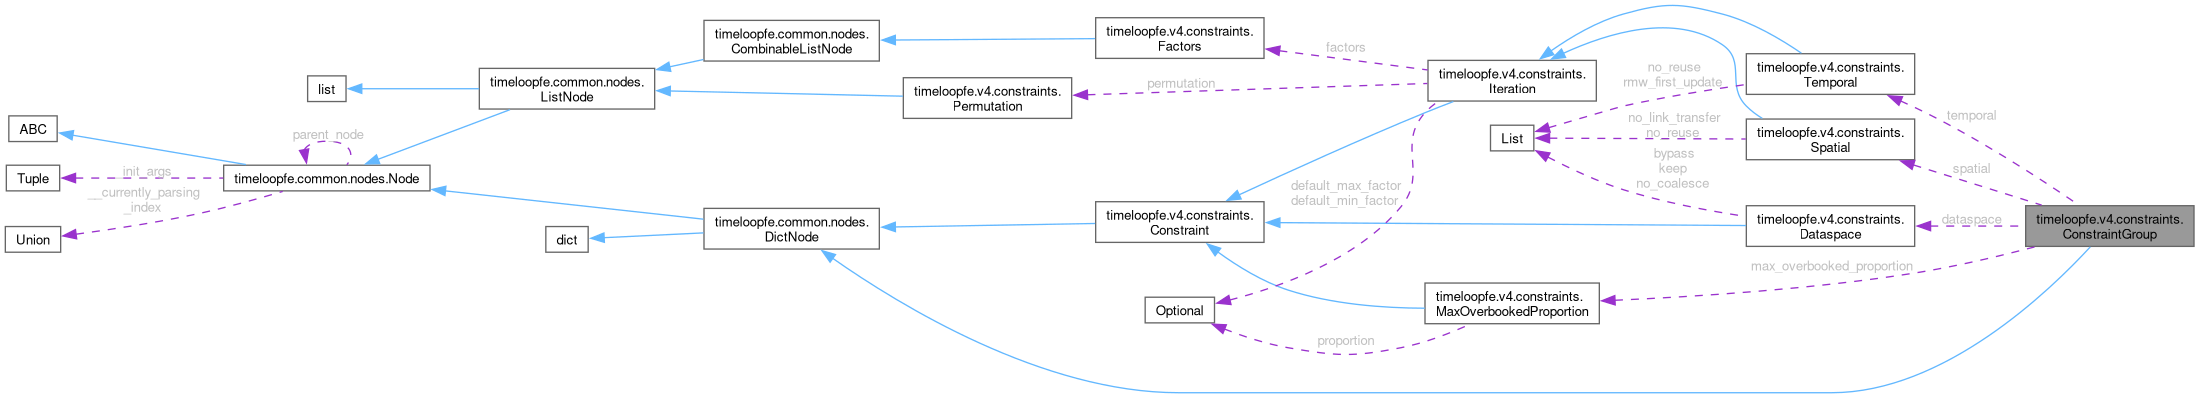 timeloopfe.common.nodes.
CombinableListNode
timeloopfe.v4.constraints.
Factors
factors
list
timeloopfe.common.nodes.
ListNode
timeloopfe.v4.constraints.
Permutation
permutation
timeloopfe.v4.constraints.
Iteration
no_reuse
rmw_first_update
timeloopfe.v4.constraints.
Temporal
temporal
ABC
parent_node
List
no_link_transfer
no_reuse
timeloopfe.v4.constraints.
Spatial
spatial
Tuple
_init_args
timeloopfe.common.nodes.Node
__currently_parsing
_index
bypass
keep
no_coalesce
default_max_factor
default_min_factor
Union
dict
timeloopfe.common.nodes.
DictNode
timeloopfe.v4.constraints.
Constraint
timeloopfe.v4.constraints.
Dataspace
dataspace
timeloopfe.v4.constraints.
ConstraintGroup
max_overbooked_proportion
Optional
timeloopfe.v4.constraints.
MaxOverbookedProportion
proportion